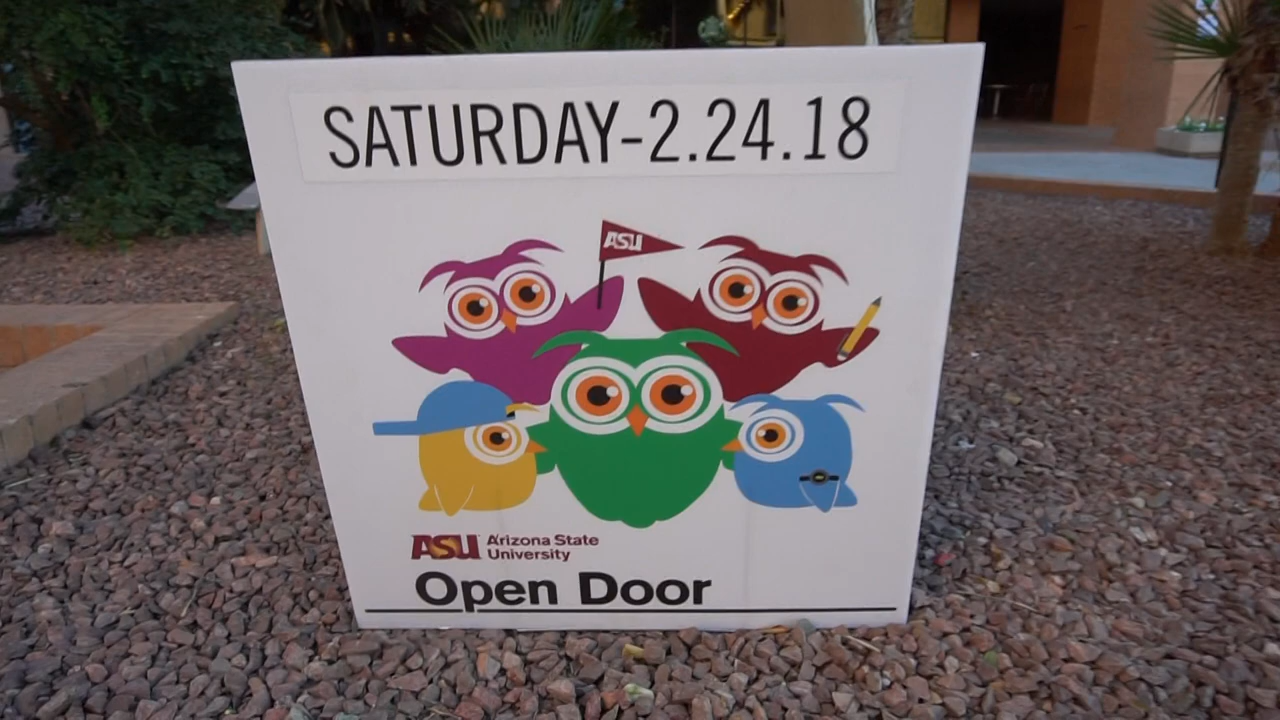 SATURDAY-2.24.18
ASU
ASU Arizona State
University
Open Door